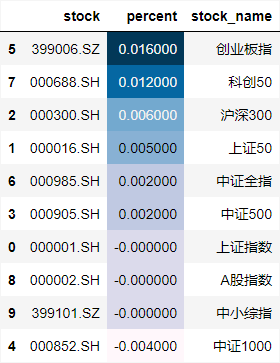 stock percent stock_name
5 399006.SZ 0.016000 创业板指
7 000688.SH 0.012000 科创50
2 000300.SH 0.006000 沪深300
1 000016.SH 0.005000 上证50
6 000985.SH 0.002000 中证全指
3 000905.SH 0.002000 中证500
0 000001.SH -0.000000 上证指数
8 000002.SH -0.000000 A股指数
9 399101.SZ -0.000000 中小综指
4 000852.SH -0.004000 中证1000